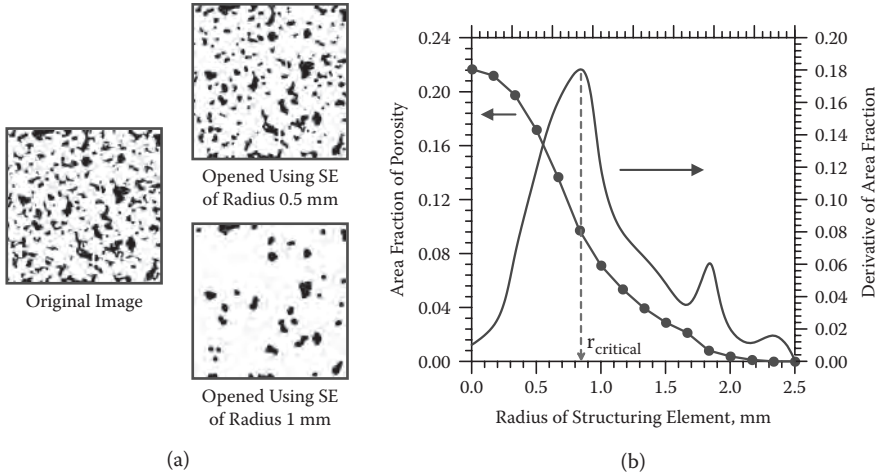 Original Image
Opened Using SE
of Radius 0.5 mm
Opened Using SE
of Radius 1 mm
(a)
0.24
0.20
0.16
0.12
0.08
0.04
0.00
Area Fraction of Porosity
0.20
0.18
0.16
0.14
0.12
0.10
0.08
0.06
0.04
0.02
0.00
Derivative of Area Fraction
r_critical
0.0 0.5 1.0 1.5 2.0 2.5
Radius of Structuring Element, mm
(b)